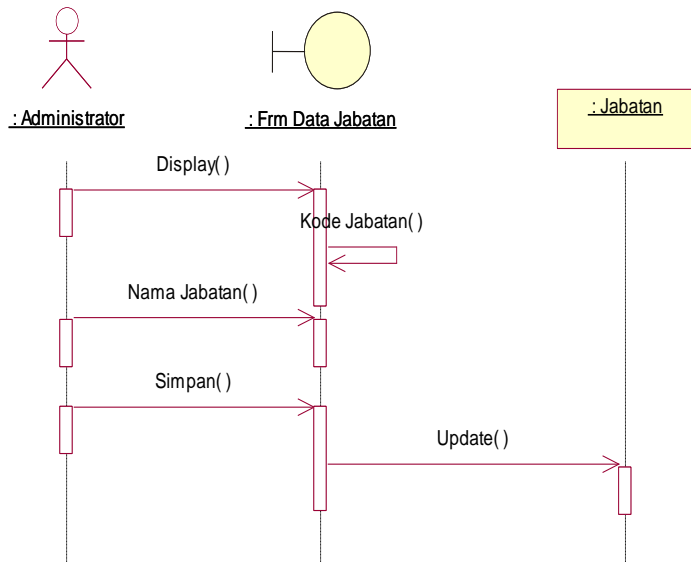 : Administrator
: Frm Data Jabatan
: Jabatan
Display( )
Kode Jabatan( )
Nama Jabatan( )
Simpan( )
Update( )